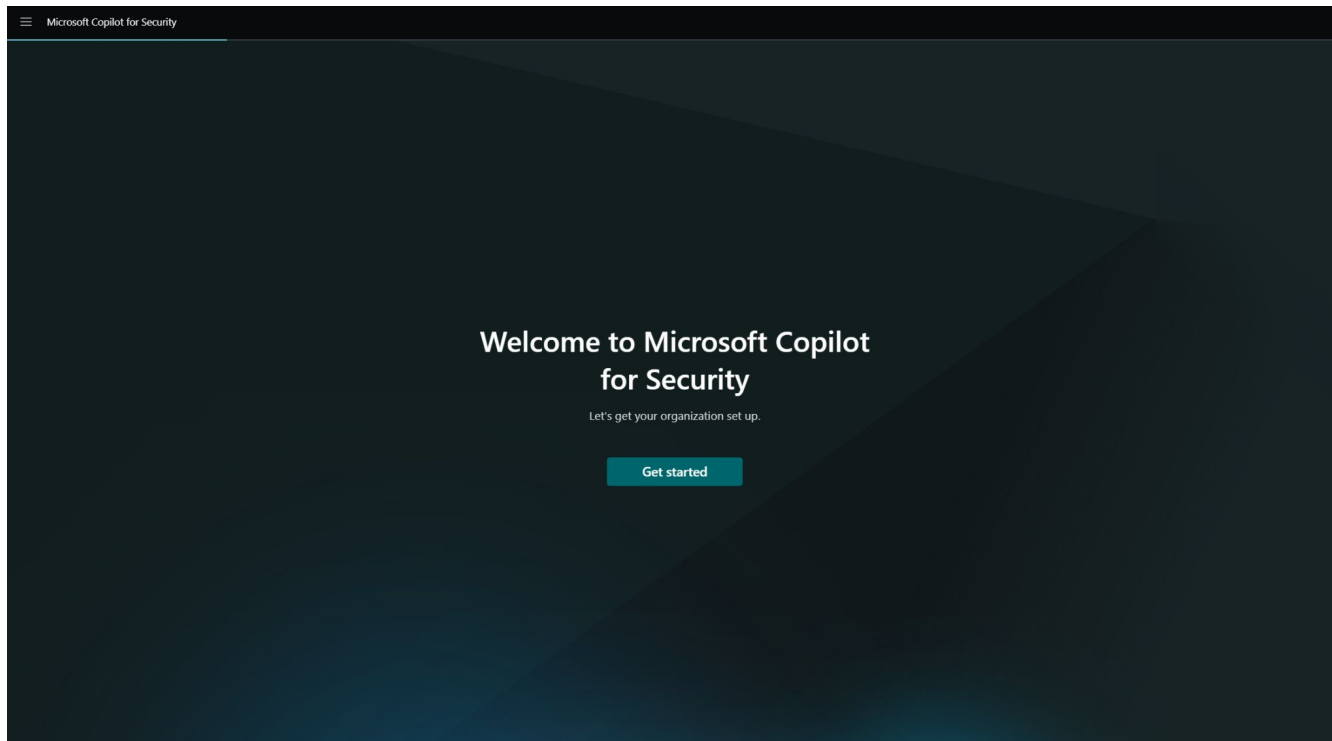 Microsoft Copilot for Security
Welcome to Microsoft Copilot
for Security
Let's get your organization set up.
Get started